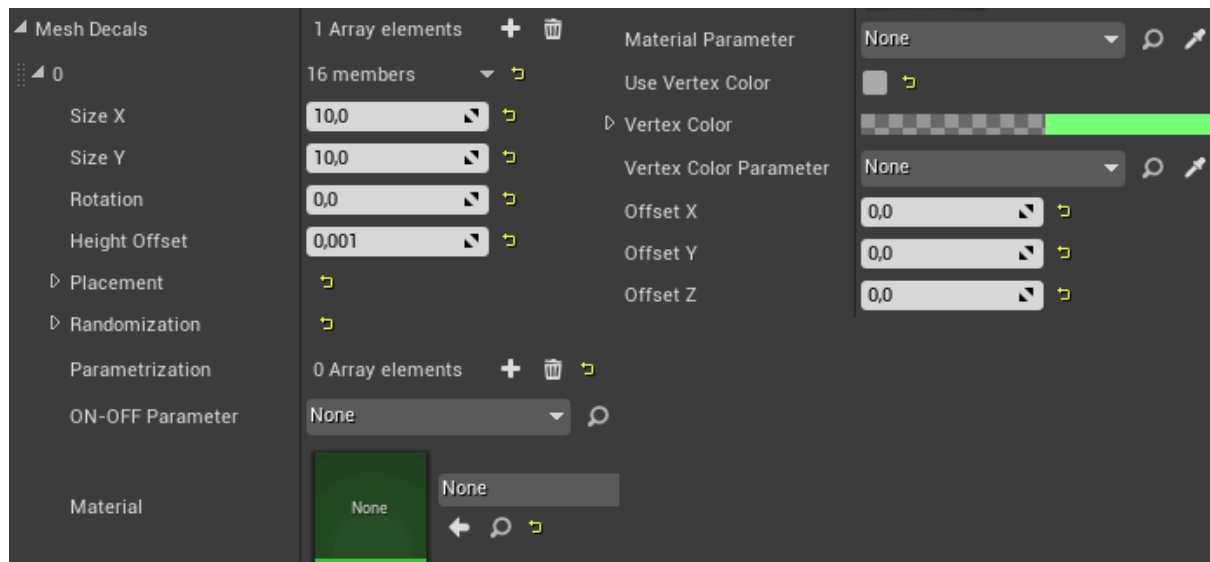 Mesh Decals 1 Array elements
0 16 members
Size X 10,0
Size Y 10,0
Rotation 0,0
Height Offset 0,001
Placement
Randomization
Parametrization 0 Array elements
ON-OFF Parameter None
Material None None
Material Parameter None
Use Vertex Color
Vertex Color
Vertex Color Parameter None
Offset X 0,0
Offset Y 0,0
Offset Z 0,0